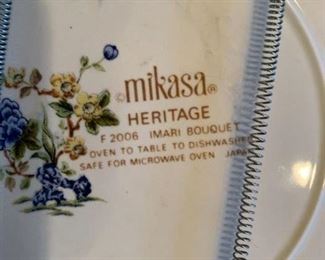 © mikasa ®
HERITAGE
F 2006 IMARI BOUQUET
OVEN TO TABLE TO DISHWASHER
SAFE FOR MICROWAVE OVEN JAPAN